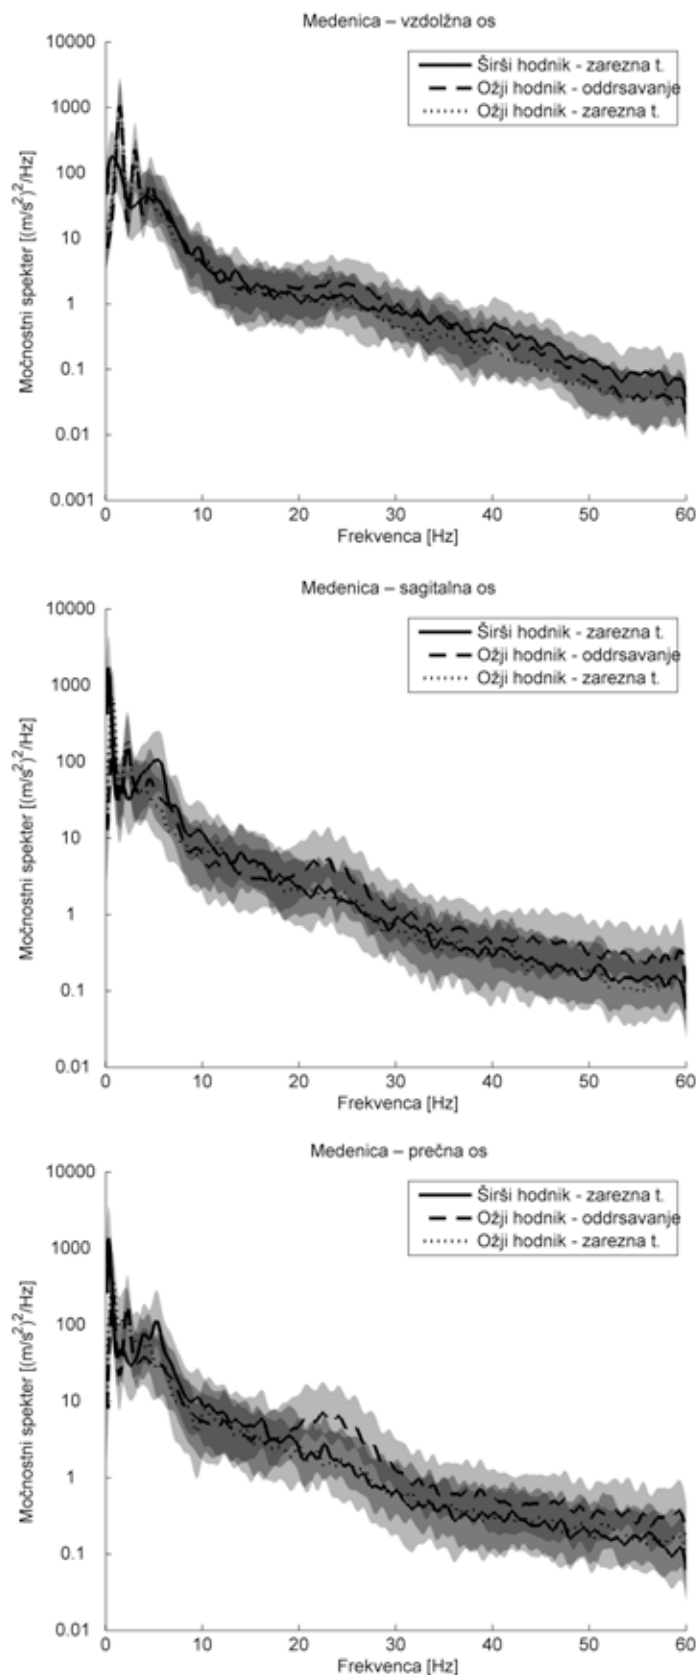 Medenica – vzdolžna os
Močnostni spekter [(m/s²)²/Hz]
10000
1000
100
10
1
0.1
0.01
0.001
Širši hodnik - zarezna t.
Ožji hodnik - oddrsavanje
Ožji hodnik - zarezna t.
0 10 20 30 40 50 60
Frekvenca [Hz]
Medenica – sagitalna os
Močnostni spekter [(m/s²)²/Hz]
10000
1000
100
10
1
0.1
0.01
Širši hodnik - zarezna t.
Ožji hodnik - oddrsavanje
Ožji hodnik - zarezna t.
0 10 20 30 40 50 60
Frekvenca [Hz]
Medenica – prečna os
Močnostni spekter [(m/s²)²/Hz]
10000
1000
100
10
1
0.1
0.01
Širši hodnik - zarezna t.
Ožji hodnik - oddrsavanje
Ožji hodnik - zarezna t.
0 10 20 30 40 50 60
Frekvenca [Hz]